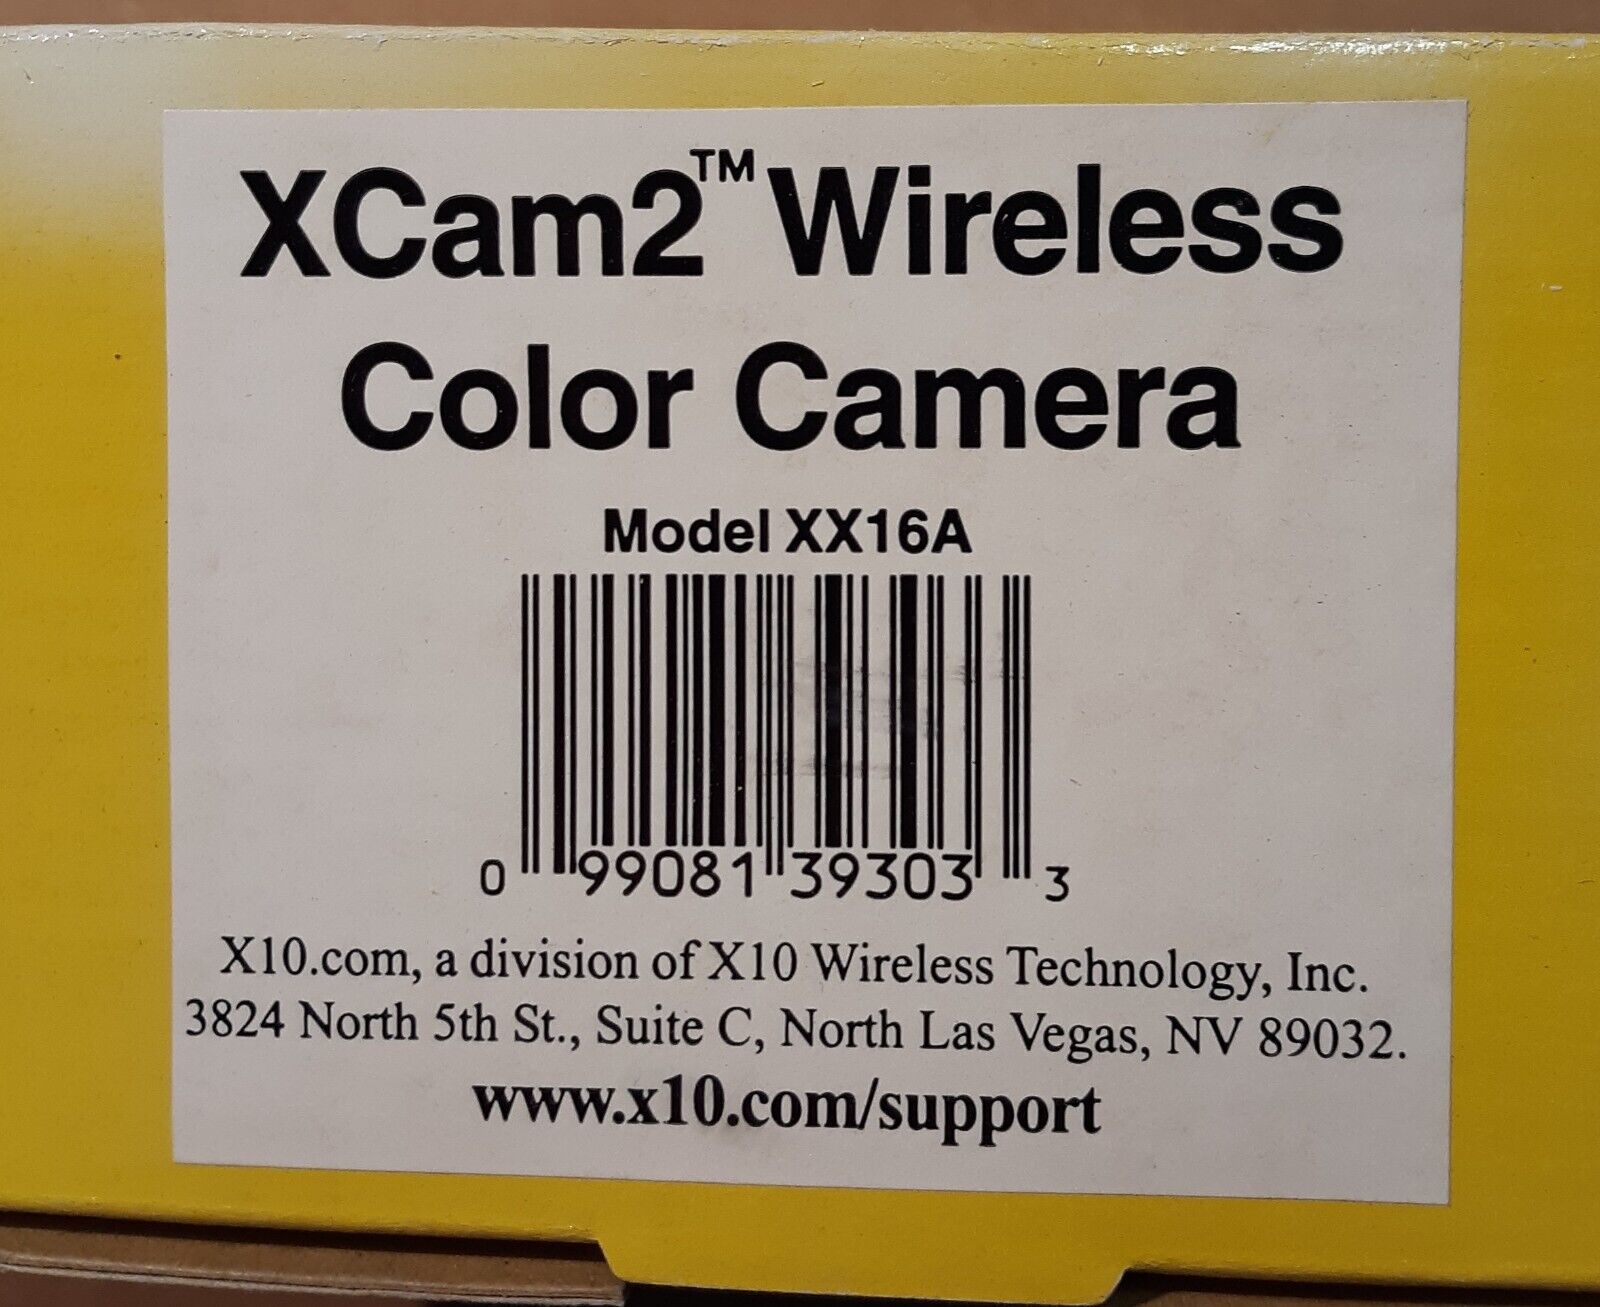 XCam2™ Wireless
Color Camera
Model XX16A
0 99081 39303 3
X10.com, a division of X10 Wireless Technology, Inc.
3824 North 5th St., Suite C, North Las Vegas, NV 89032.
www.x10.com/support